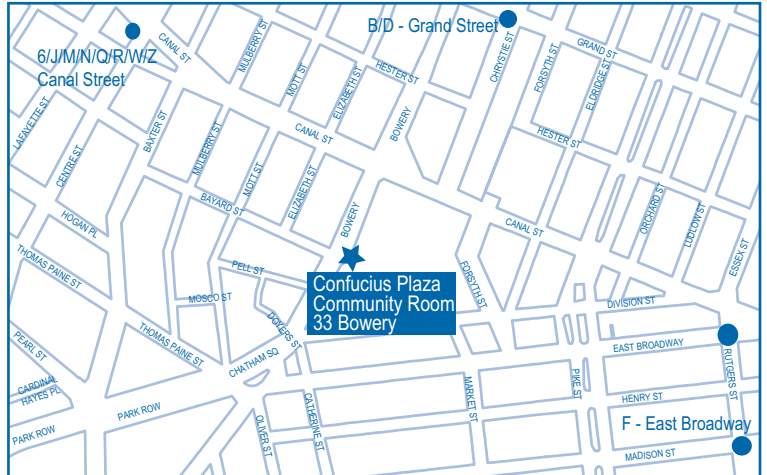 B/D - Grand Street
6/J/M/N/Q/R/W/Z
Canal Street
CANAL ST
MULBERRY ST
MOTT ST
ELIZABETH ST
HESTER ST
BOWERY
CHRYSTIE ST
FORSYTH ST
GRAND ST
ELDRIDGE ST
HESTER ST
LAFAYETTE ST
CENTRE ST
BAXTER ST
MULBERRY ST
MOTT ST
CANAL ST
ELIZABETH ST
BAYARD ST
BOWERY
HOGAN PL
CANAL ST
ORCHARD ST
LUDLOW ST
ESSEX ST
THOMAS PAINE ST
PELL ST
FORSYTH ST
Confucius Plaza
Community Room
33 Bowery
MOSCO ST
DOYERS ST
DIVISION ST
THOMAS PAINE ST
PEARL ST
CHATHAM SQ
EAST BROADWAY
RUTGERS ST
CARDINAL
HAYES PL
MARKET ST
PIKE ST
HENRY ST
PARK ROW
PARK ROW
OLIVER ST
CATHERINE ST
F - East Broadway
MADISON ST